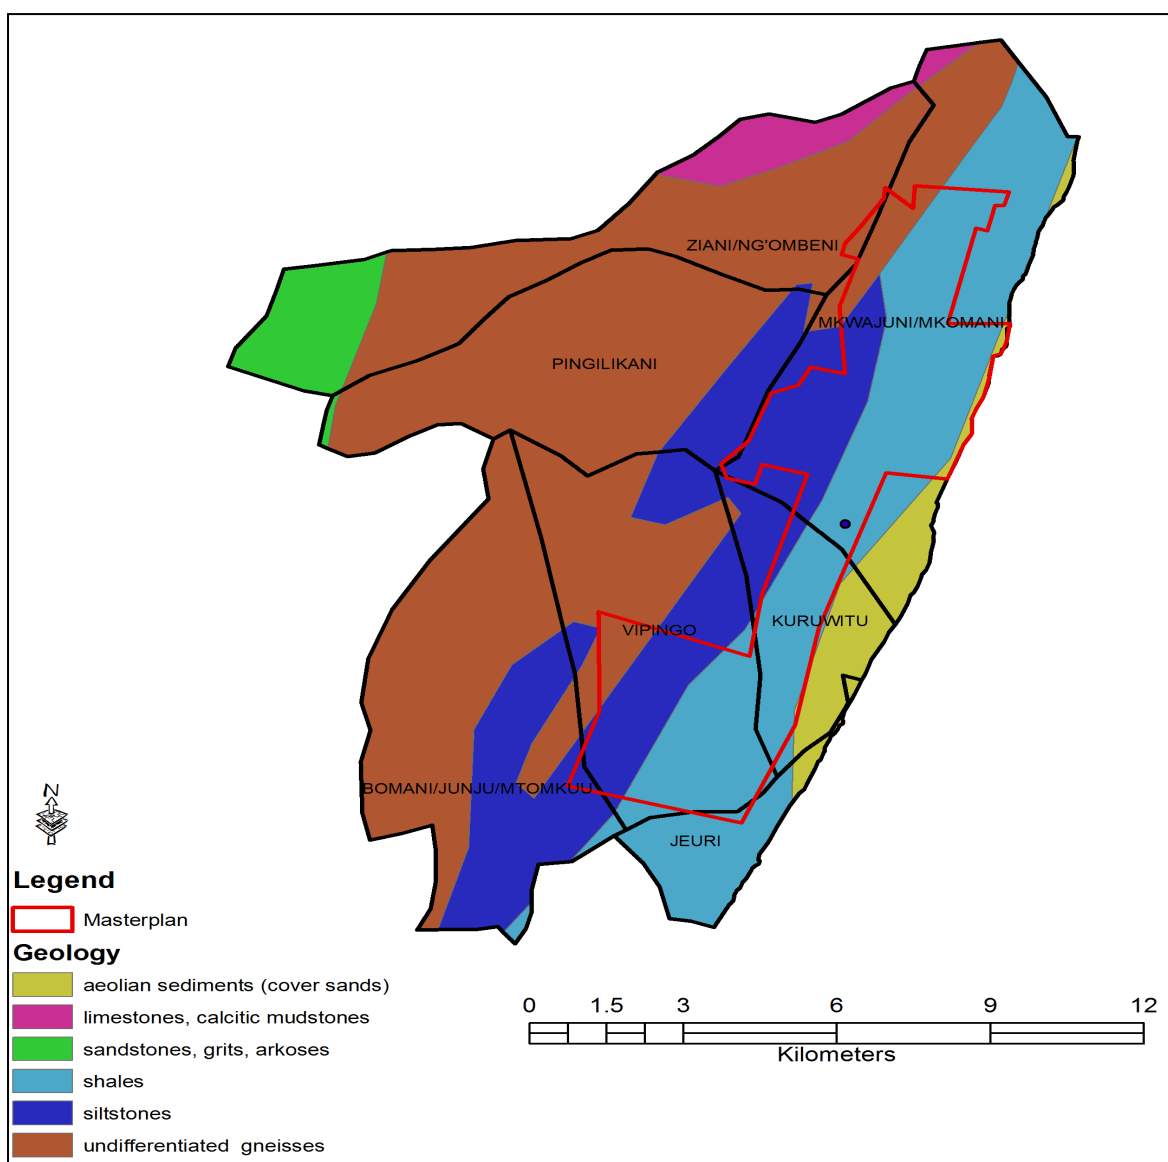 ZIANI/NG'OMBENI
MKWAJUNI/MKOMANI
PINGILIKANI
KURUWITU
VIPINGO
BOMANI/JUNJU/MTOMKUU
JEURI
N
Legend
Masterplan
Geology
aeolian sediments (cover sands)
limestones, calcitic mudstones
sandstones, grits, arkoses
shales
siltstones
undifferentiated gneisses
0 1.5 3 6 9 12
Kilometers